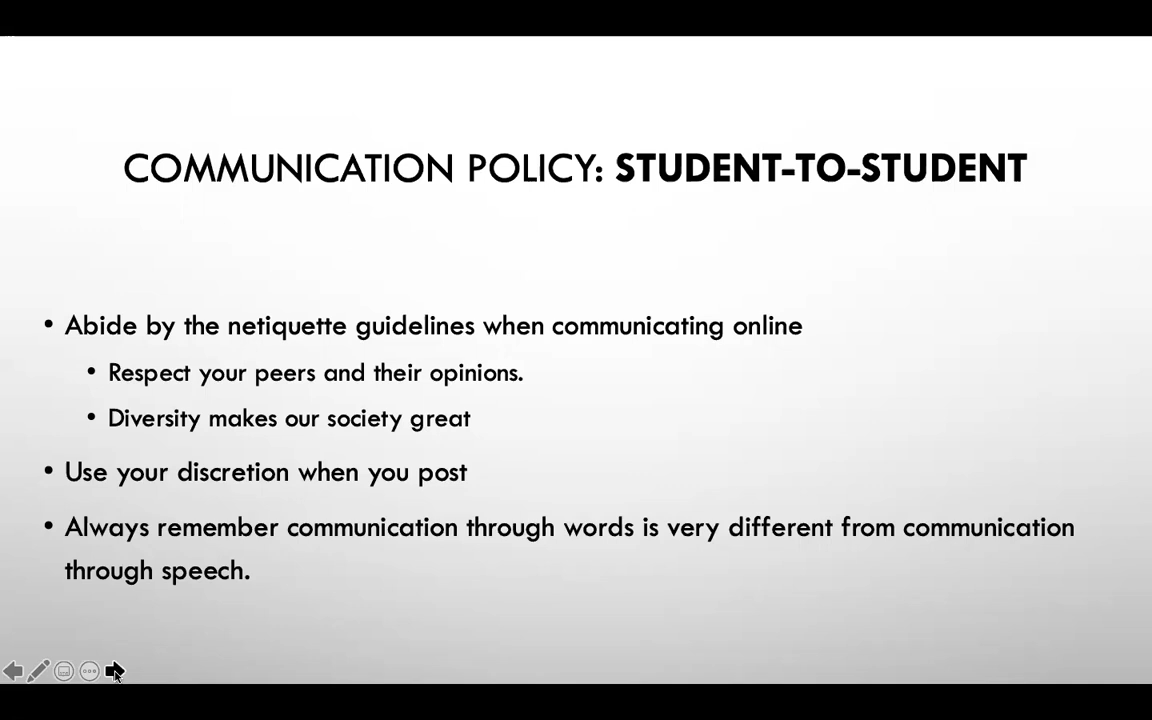 COMMUNICATION POLICY: STUDENT-TO-STUDENT
• Abide by the netiquette guidelines when communicating online
• Respect your peers and their opinions.
• Diversity makes our society great
• Use your discretion when you post
• Always remember communication through words is very different from communication
through speech.